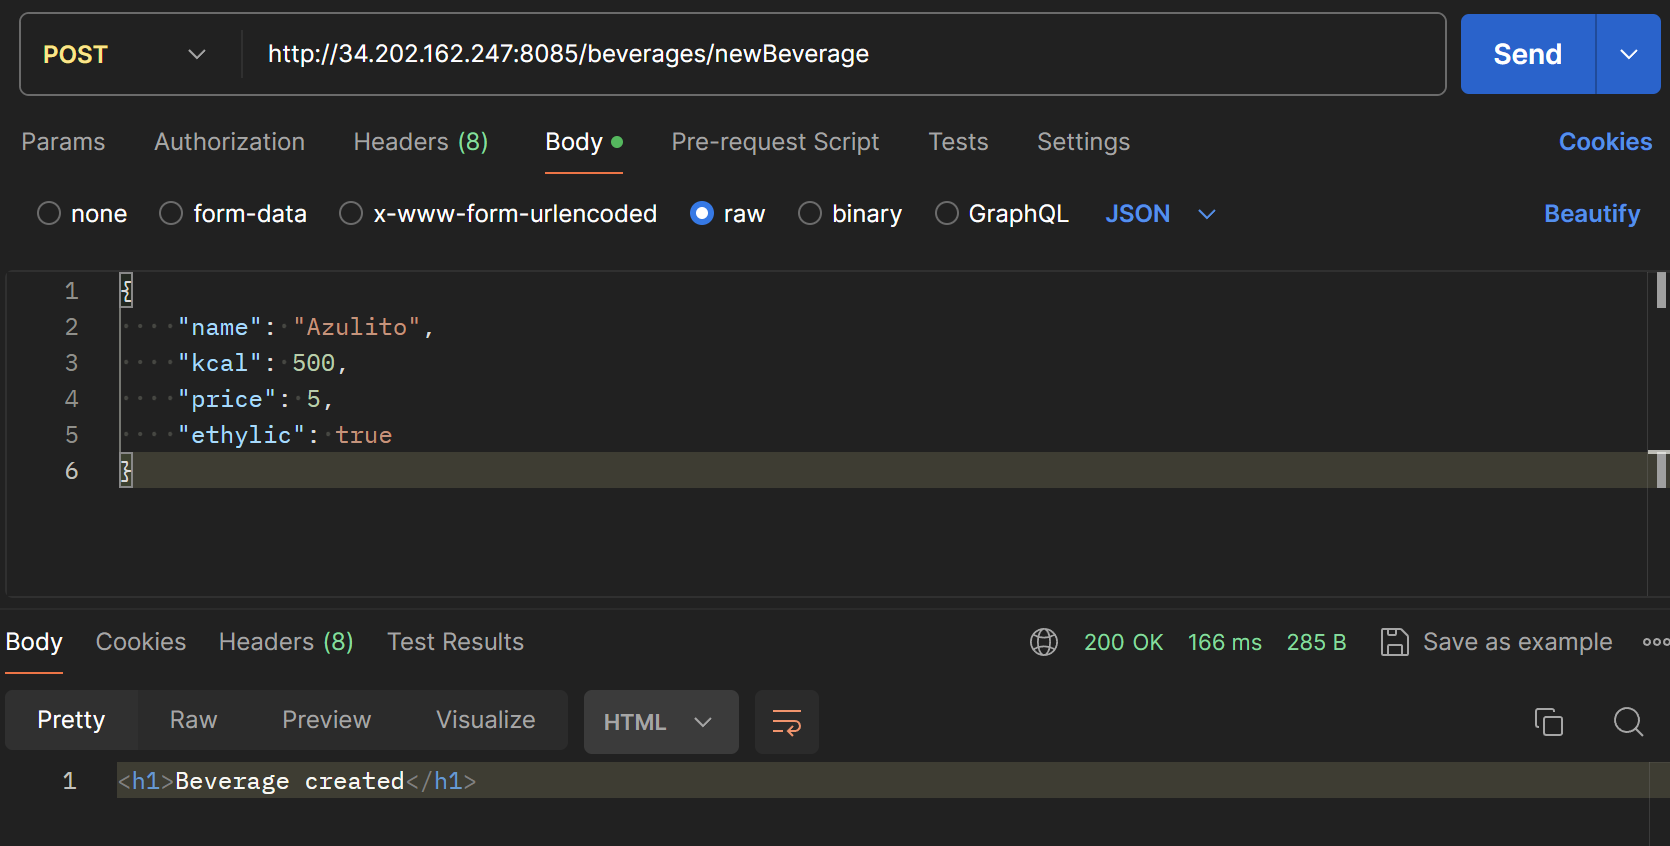 POST http://34.202.162.247:8085/beverages/newBeverage Send
Params Authorization Headers (8) Body Pre-request Script Tests Settings Cookies
none form-data x-www-form-urlencoded raw binary GraphQL JSON Beautify
1 {
2 "name": "Azulito",
3 "kcal": 500,
4 "price": 5,
5 "ethylic": true
6 }
Body Cookies Headers (8) Test Results 200 OK 166 ms 285 B Save as example
Pretty Raw Preview Visualize HTML
1 <h1>Beverage created</h1>